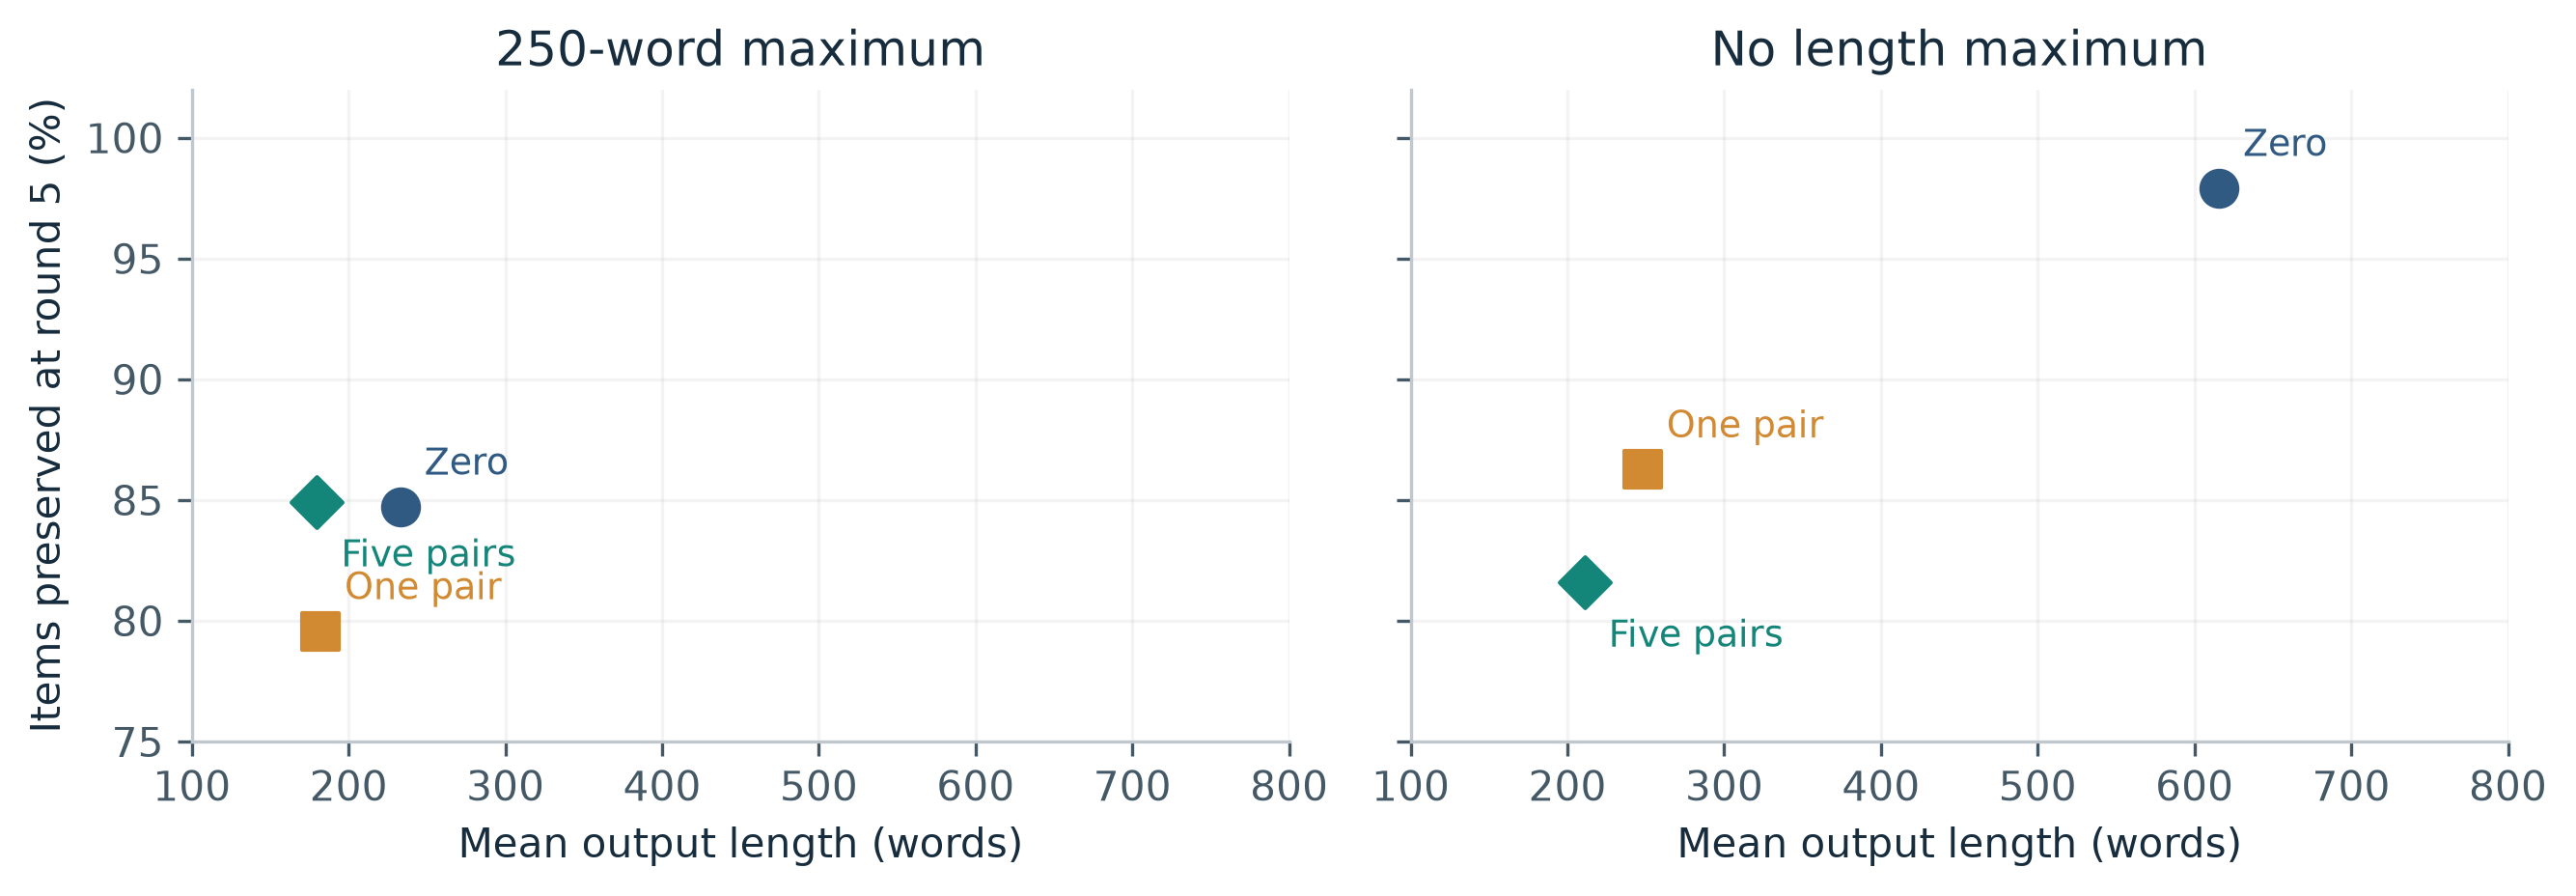 250-word maximum
No length maximum
Items preserved at round 5 (%)
100
95
90
85
80
75
Zero
Five pairs
One pair
Zero
One pair
Five pairs
100 200 300 400 500 600 700 800
100 200 300 400 500 600 700 800
Mean output length (words)
Mean output length (words)